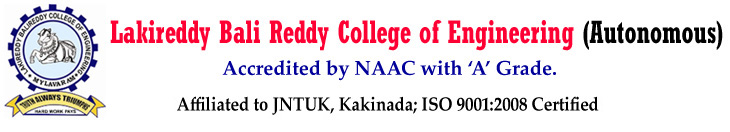 LAKIREDDY BALIREDDY COLLEGE OF ENGINEERING
MYLAVARAM
TRUTH ALWAYS TRIUMPHS
HARD WORK PAYS
Lakireddy Bali Reddy College of Engineering (Autonomous)
Accredited by NAAC with ‘A’ Grade.
Affiliated to JNTUK, Kakinada; ISO 9001:2008 Certified